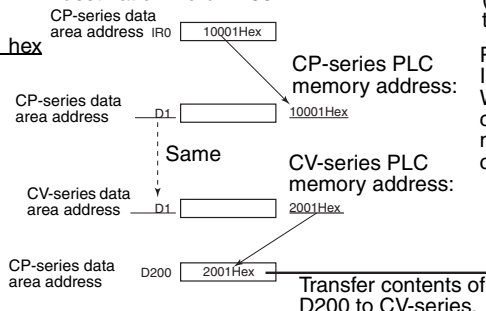 CP-series data
area address IR0 10001Hex
hex
CP-series PLC
memory address:
CP-series data
area address D1 10001Hex
Same
CV-series PLC
memory address:
CV-series data
area address D1 2001Hex
CP-series data
area address D200 2001Hex
Transfer contents of
D200 to CV-series.